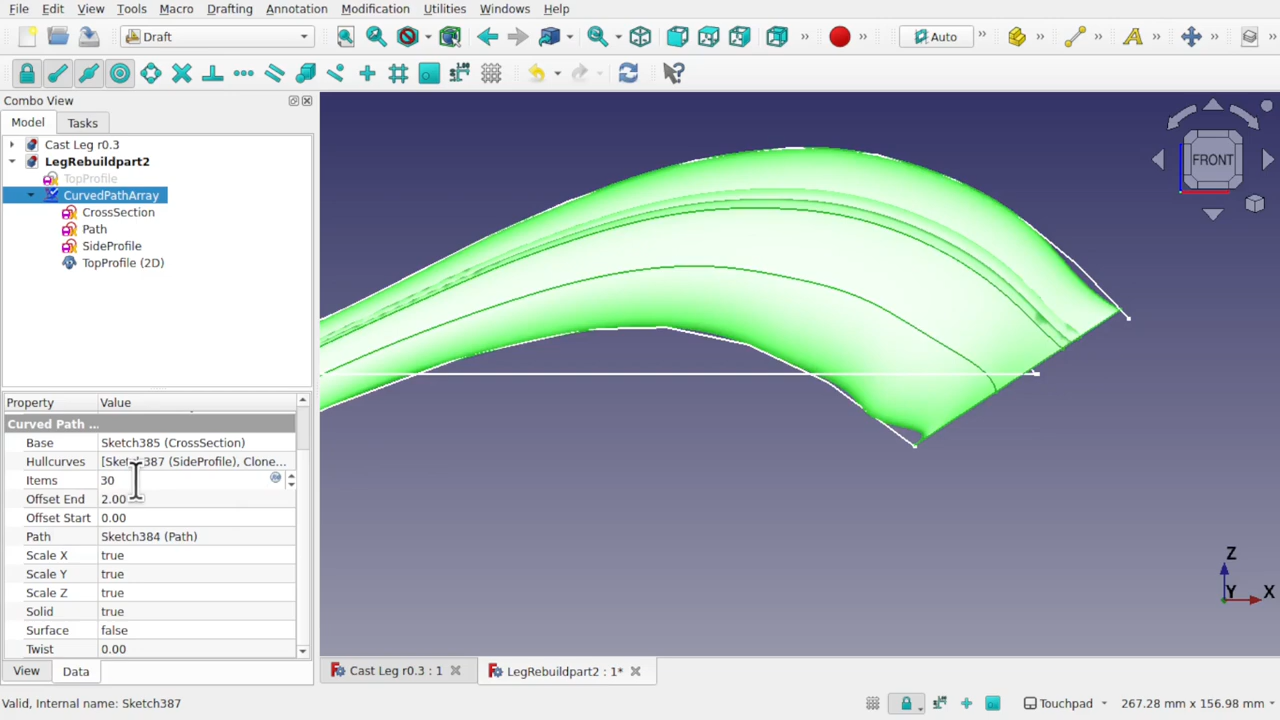 File Edit View Tools Macro Drafting Annotation Modification Utilities Windows Help
Draft
Auto
Combo View
Model Tasks
Cast Leg r0.3
LegRebuildpart2
TopProfile
CurvedPathArray
CrossSection
Path
SideProfile
TopProfile (2D)
FRONT
Property Value
Curved Path ...
Base Sketch385 (CrossSection)
Hullcurves [Sketch387 (SideProfile), Clone...
Items 30
Offset End 2.00
Offset Start 0.00
Path Sketch384 (Path)
Scale X true
Scale Y true
Scale Z true
Solid true
Surface false
Twist 0.00
Z
Y X
View Data
Cast Leg r0.3 : 1
LegRebuildpart2 : 1*
Valid, Internal name: Sketch387
Touchpad
267.28 mm x 156.98 mm